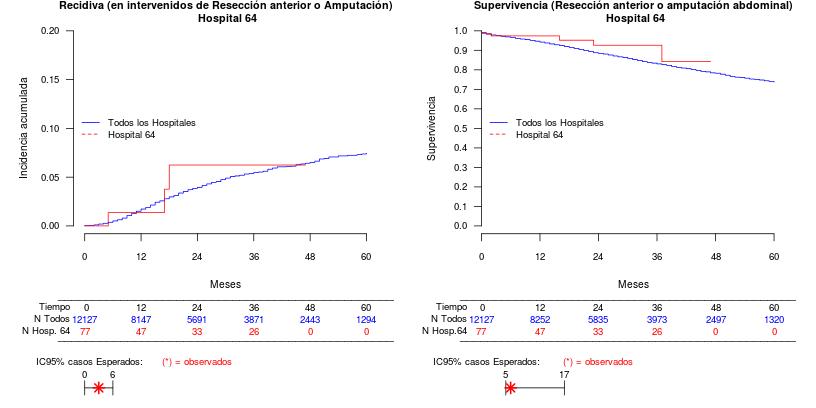 Recidiva (en intervenidos de Resección anterior o Amputación)
Hospital 64
Incidencia acumulada
0.20
0.15
0.10
0.05
0.00
Todos los Hospitales
Hospital 64
0 12 24 36 48 60
Meses
Tiempo 0 12 24 36 48 60
N Todos 12127 8147 5691 3871 2443 1294
N Hosp. 64 77 47 33 26 0 0
IC95% casos Esperados: (*) = observados
0 6
Supervivencia (Resección anterior o amputación abdominal)
Hospital 64
Supervivencia
1.0
0.9
0.8
0.7
0.6
0.5
0.4
0.3
0.2
0.1
0.0
Todos los Hospitales
Hospital 64
0 12 24 36 48 60
Meses
Tiempo 0 12 24 36 48 60
N Todos 12127 8252 5835 3973 2497 1320
N Hosp.64 77 47 33 26 0 0
IC95% casos Esperados: (*) = observados
5 17